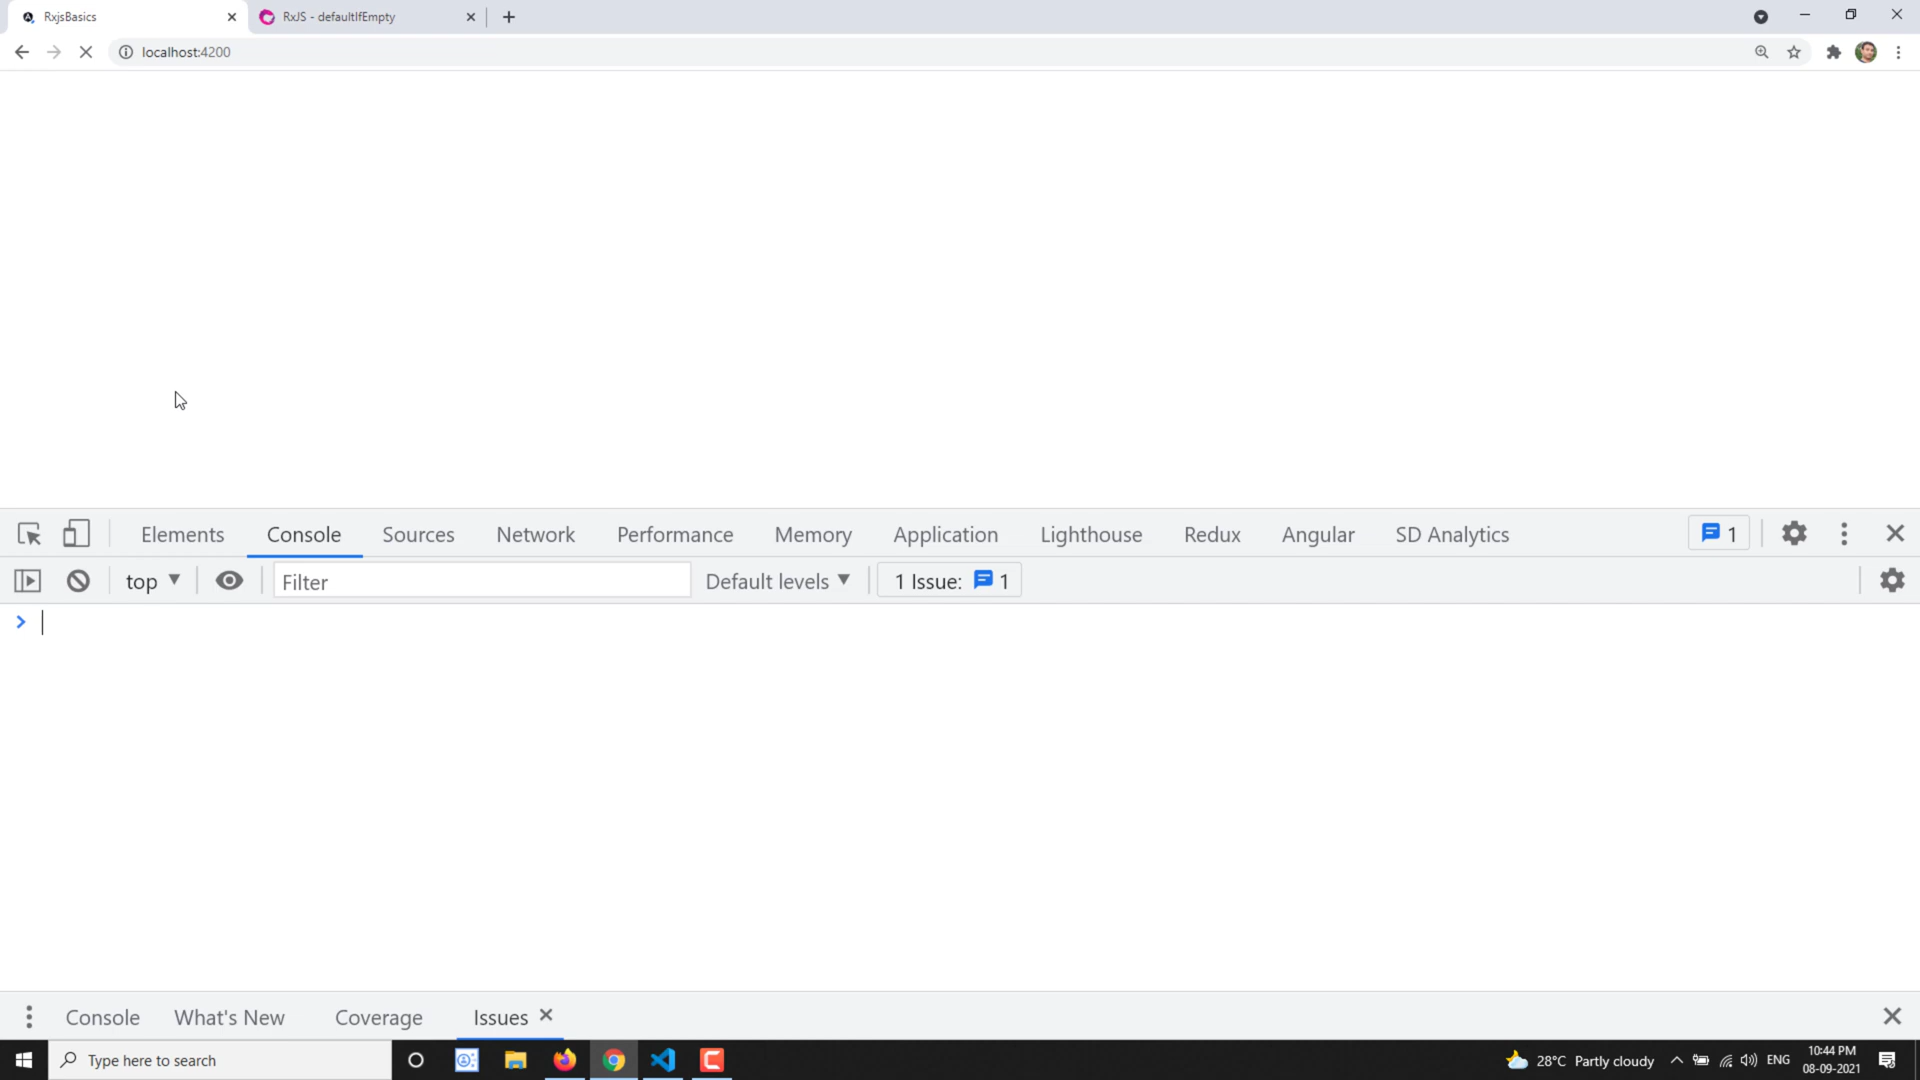 RxjsBasics
RxJS - defaultIfEmpty
localhost:4200
Elements Console Sources Network Performance Memory Application Lighthouse Redux Angular SD Analytics 1
top Filter Default levels 1 Issue: 1
Console What's New Coverage Issues
Type here to search
28°C Partly cloudy
ENG
10:44 PM
08-09-2021